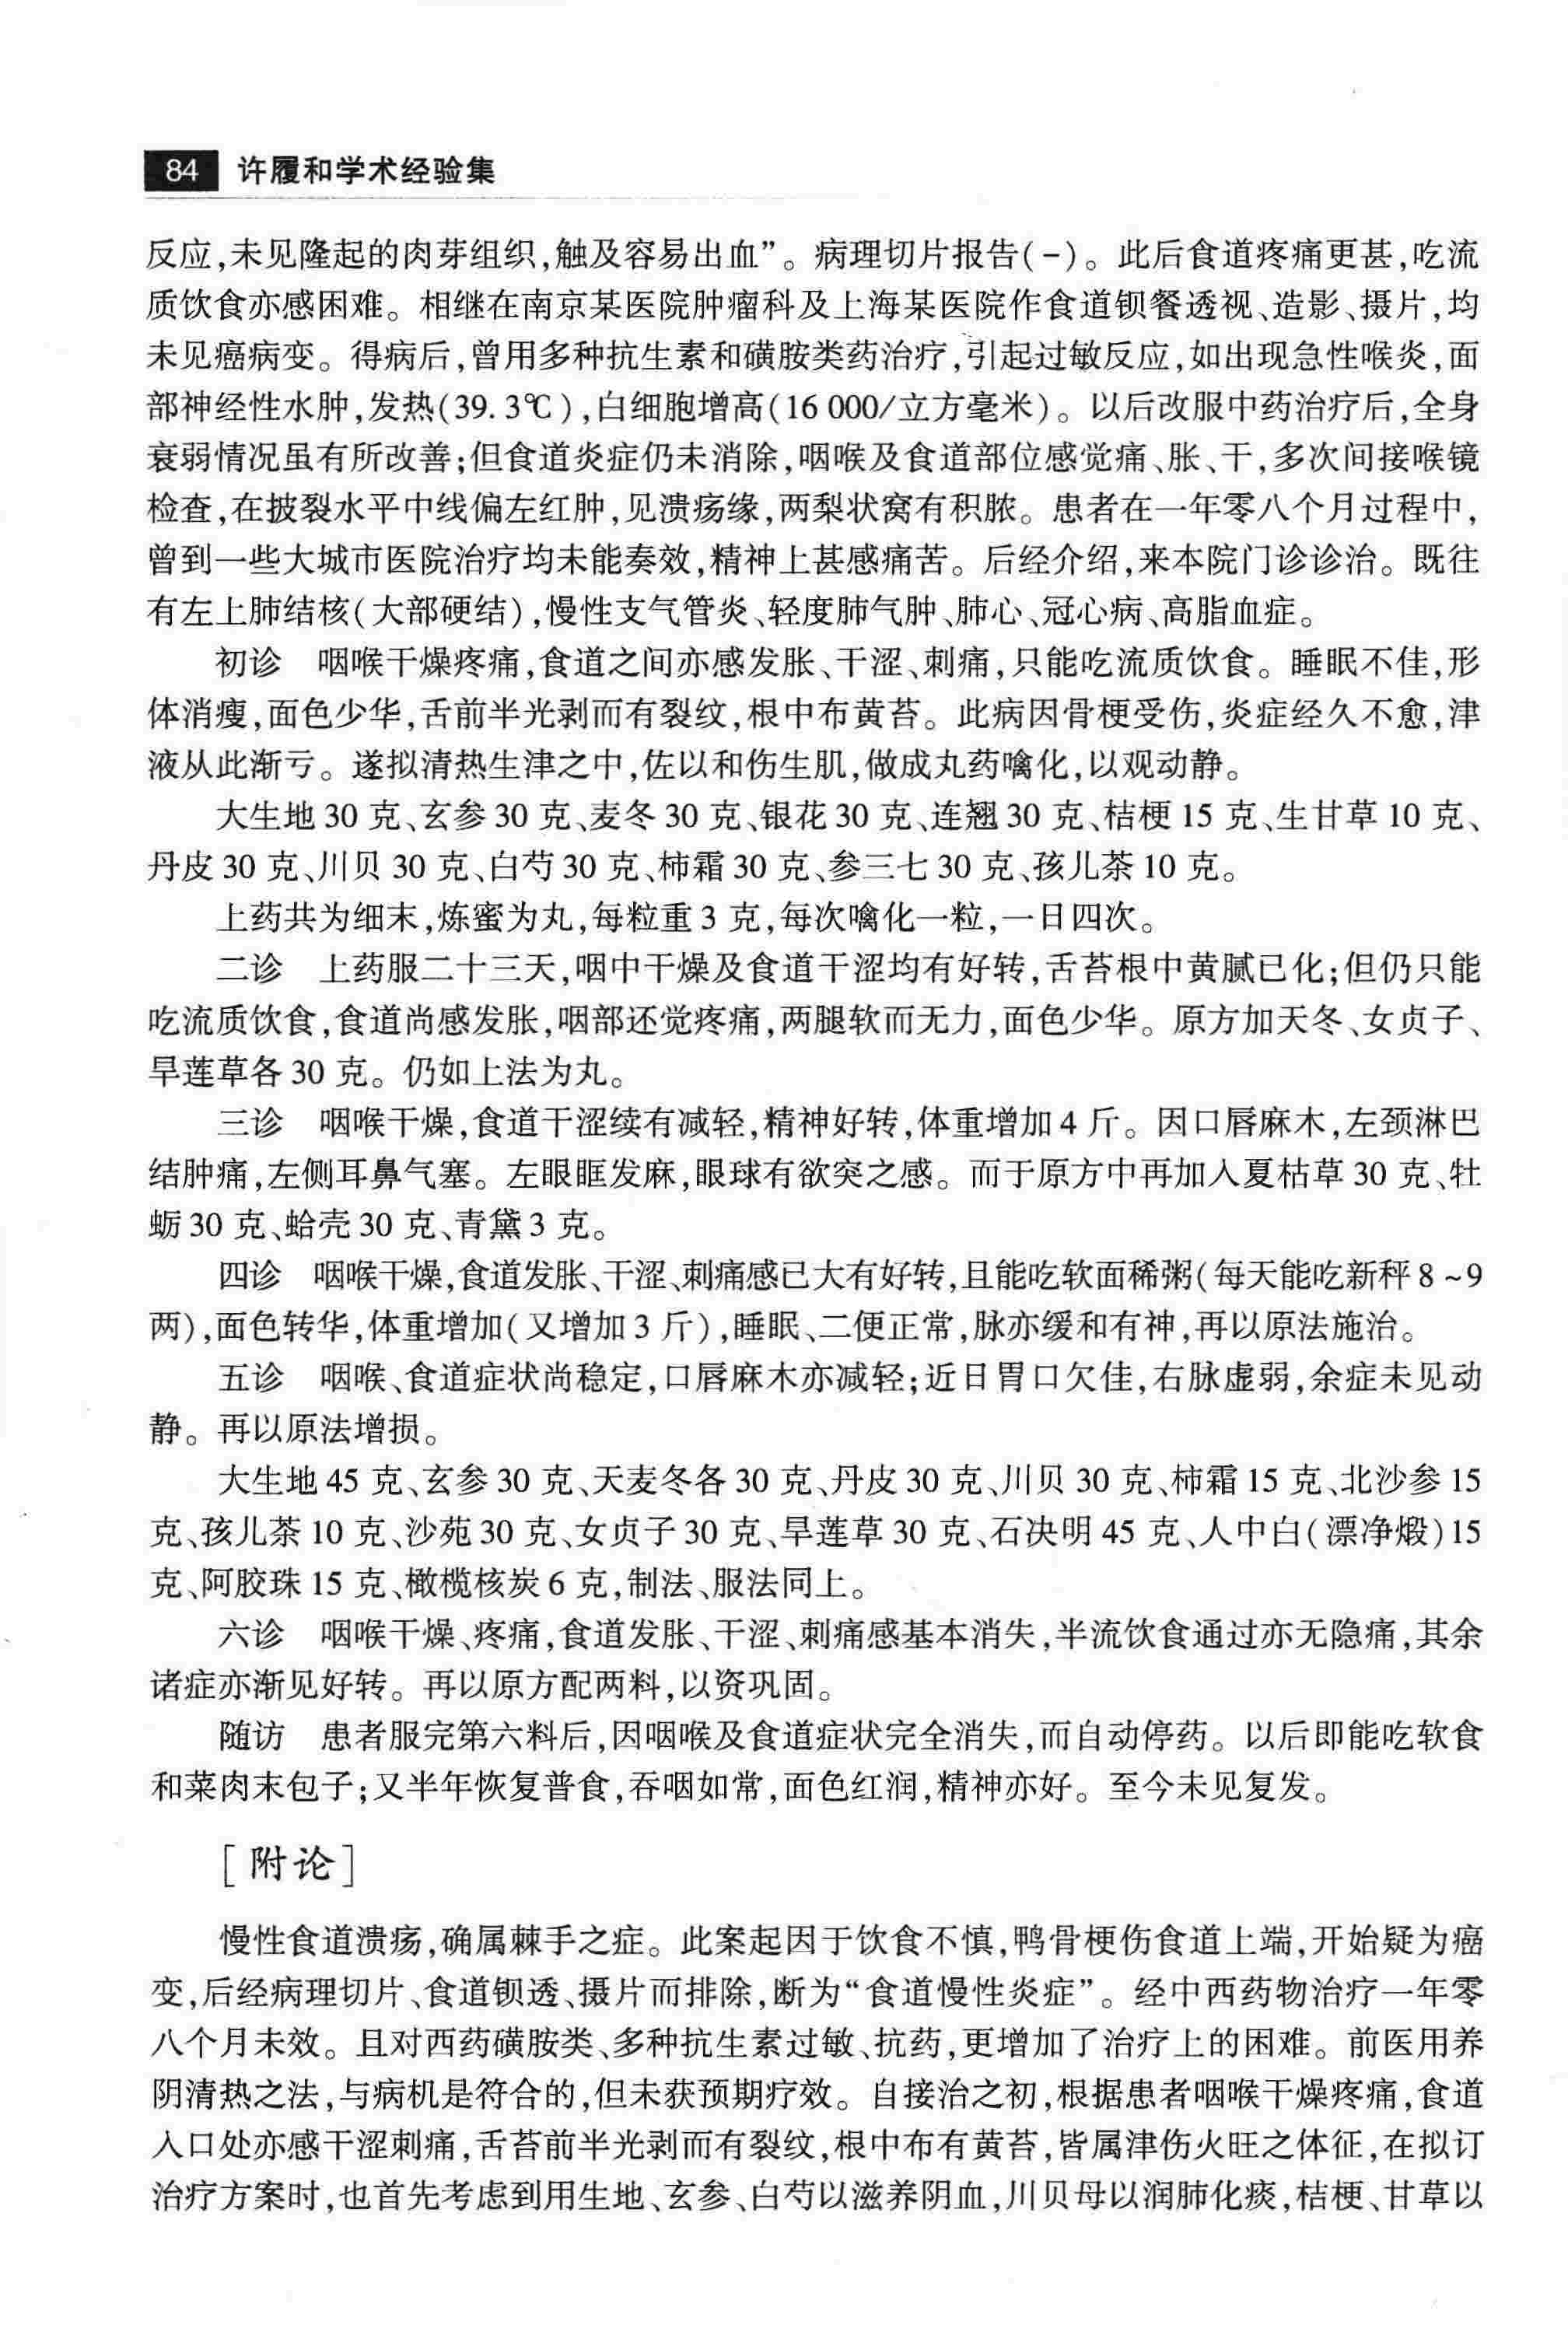 84 许履和学术经验集
反应,未见隆起的肉芽组织,触及容易出血”。病理切片报告(-)。此后食道疼痛更甚,吃流
质饮食亦感困难。相继在南京某医院肿瘤科及上海某医院作食道钡餐透视、造影、摄片,均
未见癌病变。得病后,曾用多种抗生素和磺胺类药治疗,引起过敏反应,如出现急性喉炎,面
部神经性水肿,发热(39.3℃),白细胞增高(16 000/立方毫米)。以后改服中药治疗后,全身
衰弱情况虽有所改善;但食道炎症仍未消除,咽喉及食道部位感觉痛、胀、干,多次间接喉镜
检查,在披裂水平中线偏左红肿,见溃疡缘,两梨状窝有积脓。患者在一年零八个月过程中,
曾到一些大城市医院治疗均未能奏效,精神上甚感痛苦。后经介绍,来本院门诊诊治。既往
有左上肺结核(大部硬结),慢性支气管炎、轻度肺气肿、肺心、冠心病、高脂血症。
初诊 咽喉干燥疼痛,食道之间亦感发胀、干涩、刺痛,只能吃流质饮食。睡眠不佳,形
体消瘦,面色少华,舌前半光剥而有裂纹,根中布黄苔。此病因骨梗受伤,炎症经久不愈,津
液从此渐亏。遂拟清热生津之中,佐以和伤生肌,做成丸药噙化,以观动静。
大生地 30 克、玄参 30 克、麦冬 30 克、银花 30 克、连翘 30 克、桔梗 15 克、生甘草 10 克、
丹皮 30 克、川贝 30 克、白芍 30 克、柿霜 30 克、参三七 30 克、孩儿茶 10 克。
上药共为细末,炼蜜为丸,每粒重 3 克,每次噙化一粒,一日四次。
二诊 上药服二十三天,咽中干燥及食道干涩均有好转,舌苔根中黄腻已化;但仍只能
吃流质饮食,食道尚感发胀,咽部还觉疼痛,两腿软而无力,面色少华。原方加天冬、女贞子、
旱莲草各 30 克。仍如上法为丸。
三诊 咽喉干燥,食道干涩续有减轻,精神好转,体重增加 4 斤。因口唇麻木,左颈淋巴
结肿痛,左侧耳鼻气塞。左眼眶发麻,眼球有欲突之感。而于原方中再加入夏枯草 30 克、牡
蛎 30 克、蛤壳 30 克、青黛 3 克。
四诊 咽喉干燥,食道发胀、干涩、刺痛感已大有好转,且能吃软面稀粥(每天能吃新秤 8~9
两),面色转华,体重增加(又增加 3 斤),睡眠、二便正常,脉亦缓和有神,再以原法施治。
五诊 咽喉、食道症状尚稳定,口唇麻木亦减轻;近日胃口欠佳,右脉虚弱,余症未见动
静。再以原法增损。
大生地 45 克、玄参 30 克、天麦冬各 30 克、丹皮 30 克、川贝 30 克、柿霜 15 克、北沙参 15
克、孩儿茶 10 克、沙苑 30 克、女贞子 30 克、旱莲草 30 克、石决明 45 克、人中白(漂净煅)15
克、阿胶珠 15 克、橄榄核炭 6 克,制法、服法同上。
六诊 咽喉干燥、疼痛,食道发胀、干涩、刺痛感基本消失,半流饮食通过亦无隐痛,其余
诸症亦渐见好转。再以原方配两料,以资巩固。
随访 患者服完第六料后,因咽喉及食道症状完全消失,而自动停药。以后即能吃软食
和菜肉末包子;又半年恢复普食,吞咽如常,面色红润,精神亦好。至今未见复发。
[附论]
慢性食道溃疡,确属棘手之症。此案起因于饮食不慎,鸭骨梗伤食道上端,开始疑为癌
变,后经病理切片、食道钡透、摄片而排除,断为“食道慢性炎症”。经中西药物治疗一年零
八个月未效。且对西药磺胺类、多种抗生素过敏、抗药,更增加了治疗上的困难。前医用养
阴清热之法,与病机是符合的,但未获预期疗效。自接治之初,根据患者咽喉干燥疼痛,食道
入口处亦感干涩刺痛,舌苔前半光剥而有裂纹,根中布有黄苔,皆属津伤火旺之体征,在拟订
治疗方案时,也首先考虑到用生地、玄参、白芍以滋养阴血,川贝母以润肺化痰,桔梗、甘草以